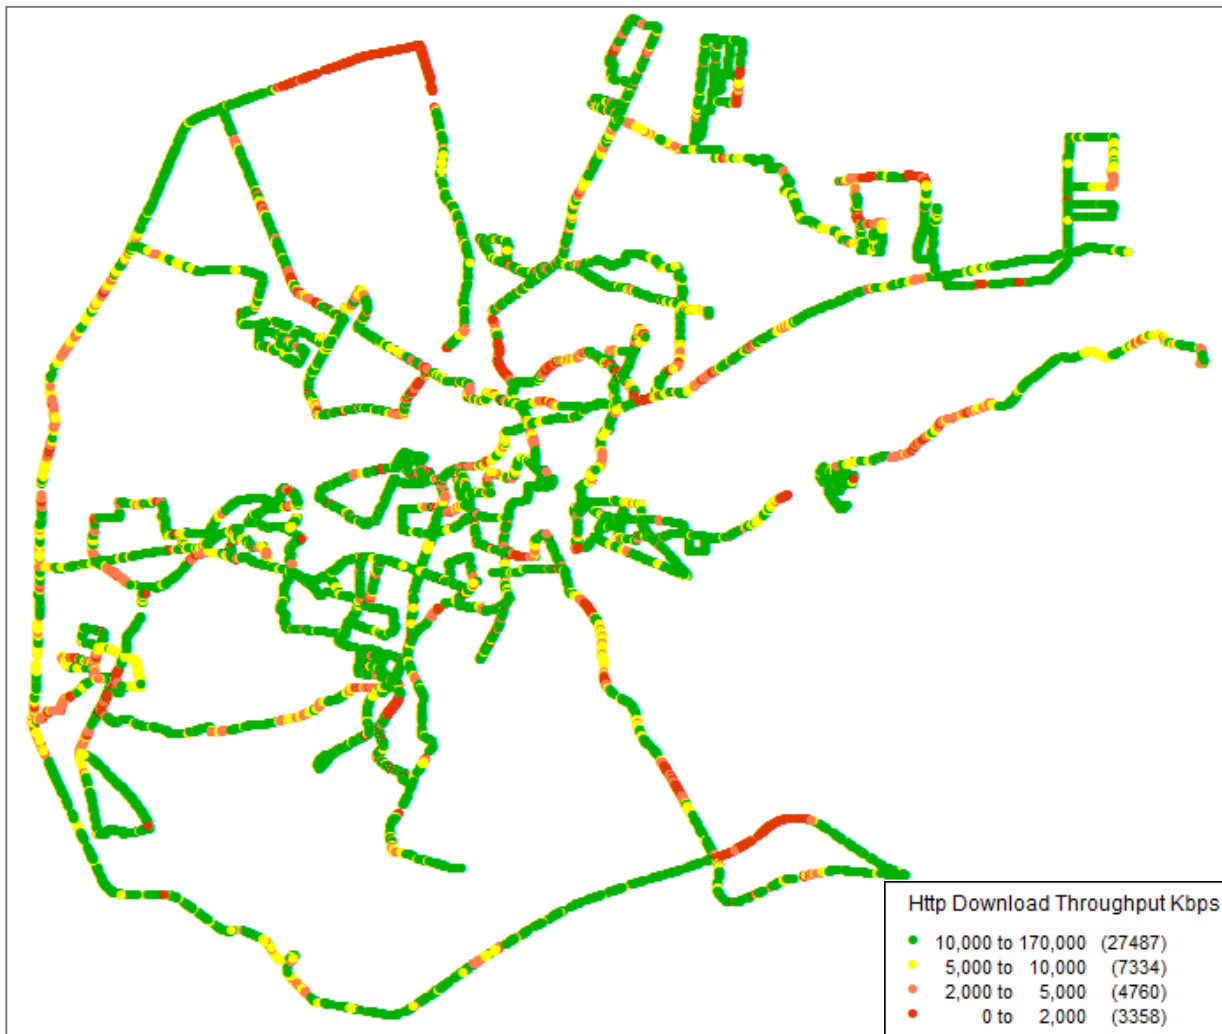 Http Download Throughput Kbps
10,000 to 170,000 (27487)
5,000 to 10,000 (7334)
2,000 to 5,000 (4760)
0 to 2,000 (3358)